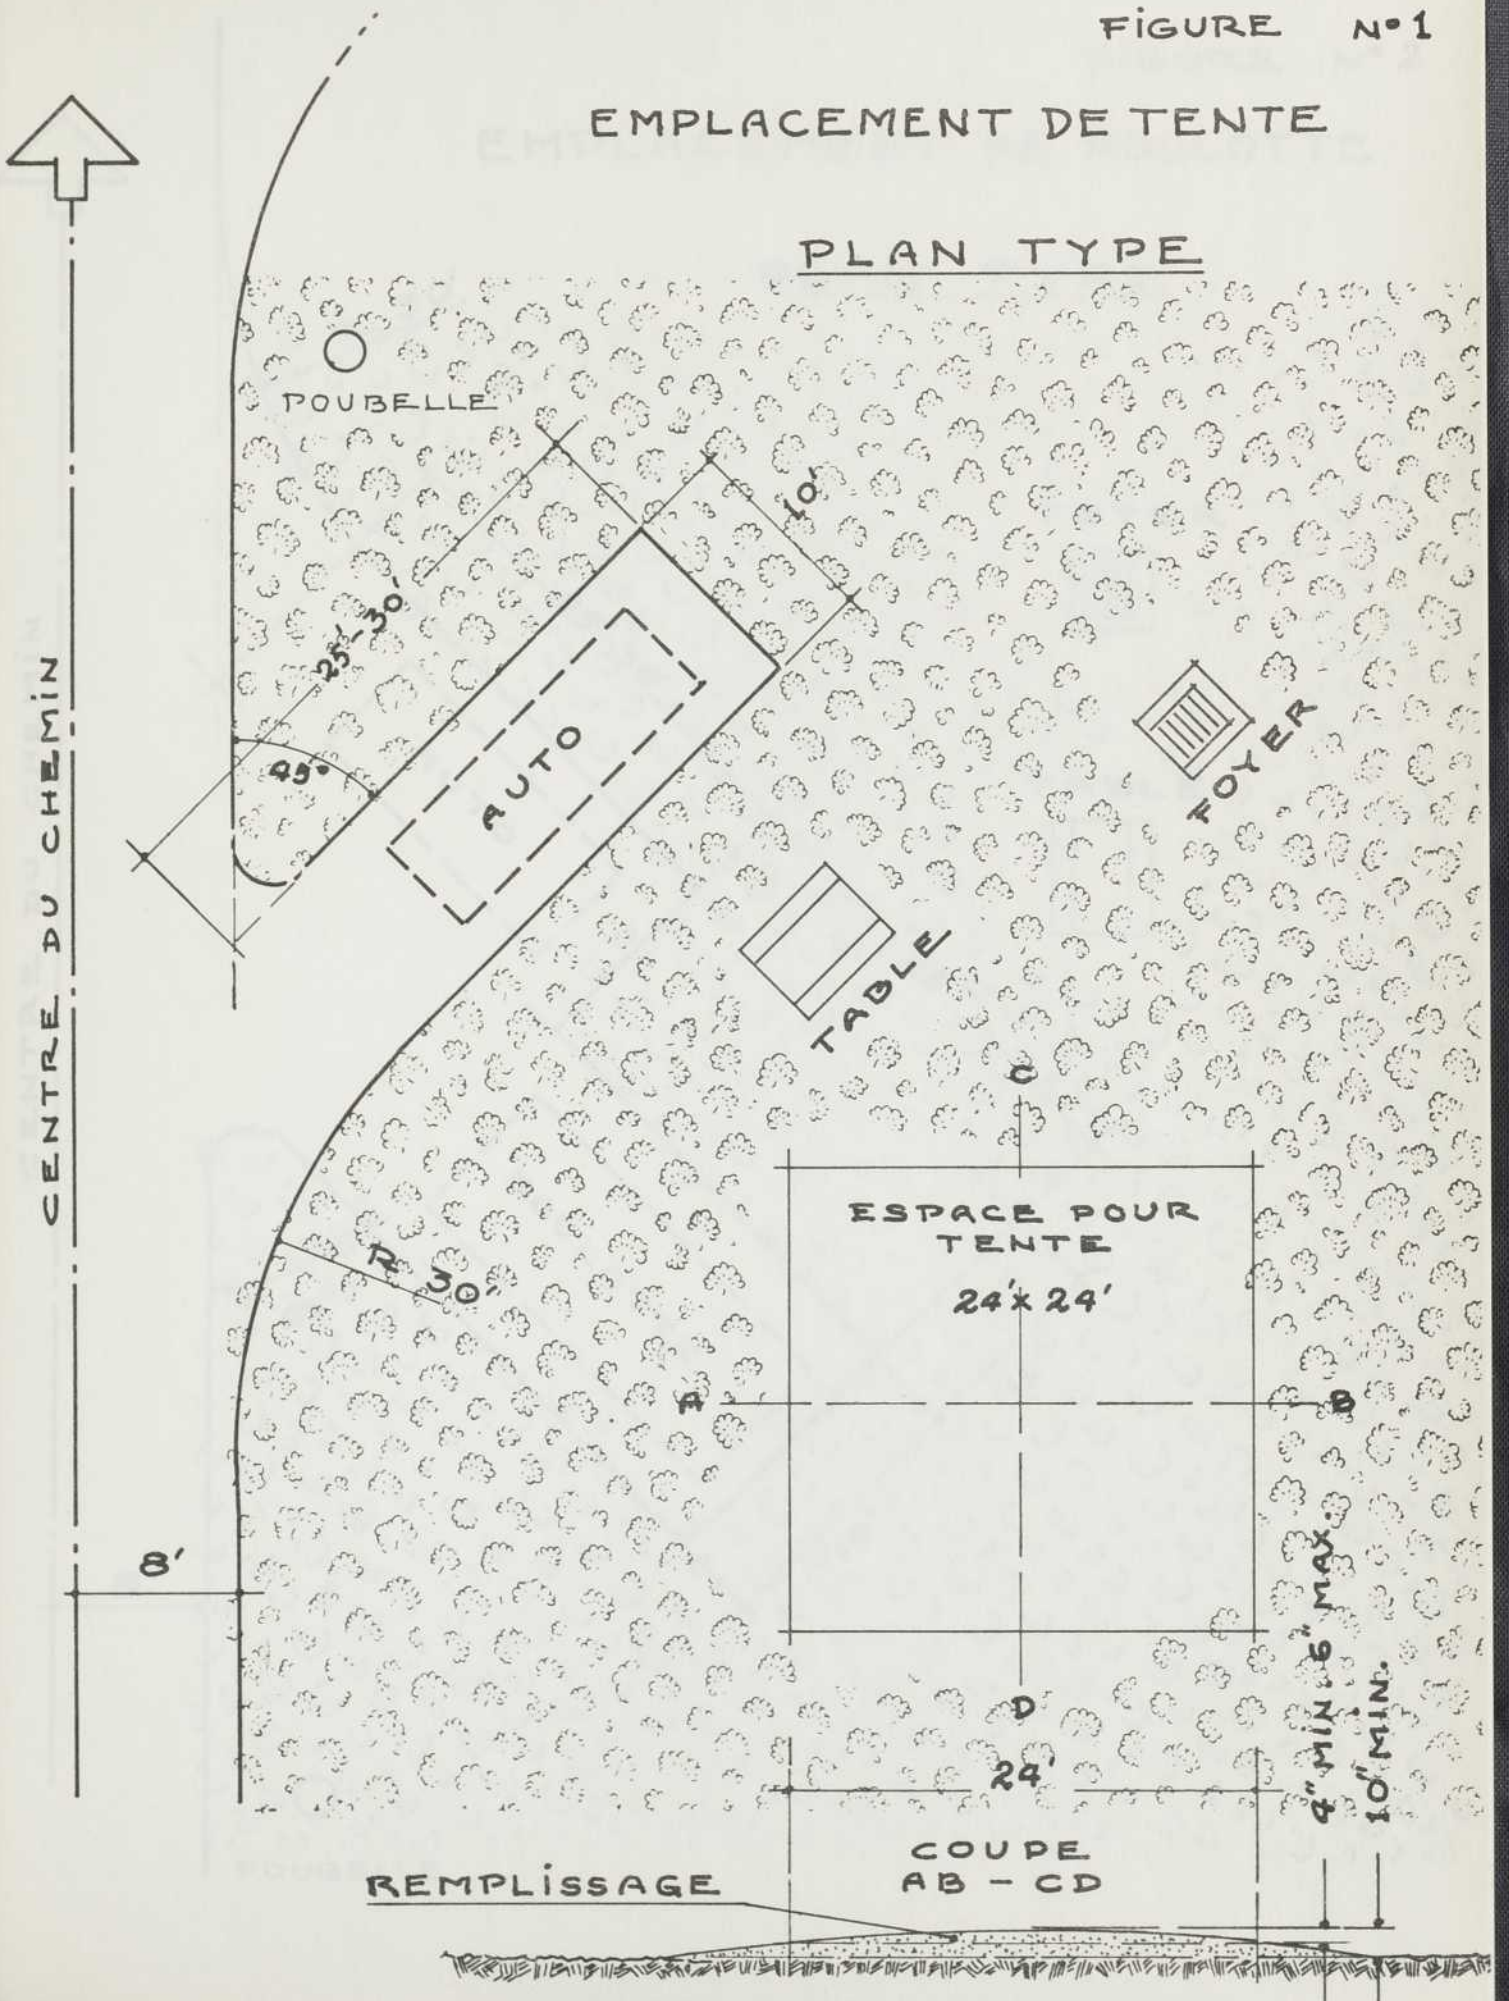 FiGURE N° 1
EMPLACEMENT DE TENTE
PLAN TYPE
POUBELLE
10'
25'-30'
45°
AUTO
FOYER
TABLE
CENTRE DU CHEMiN
C
ESPACE POUR
TENTE
24' x 24'
R 30'
A
B
8'
D
24'
4" MiN. 6" MAX.
10" MiN.
COUPE
AB - CD
REMPLiSSAGE